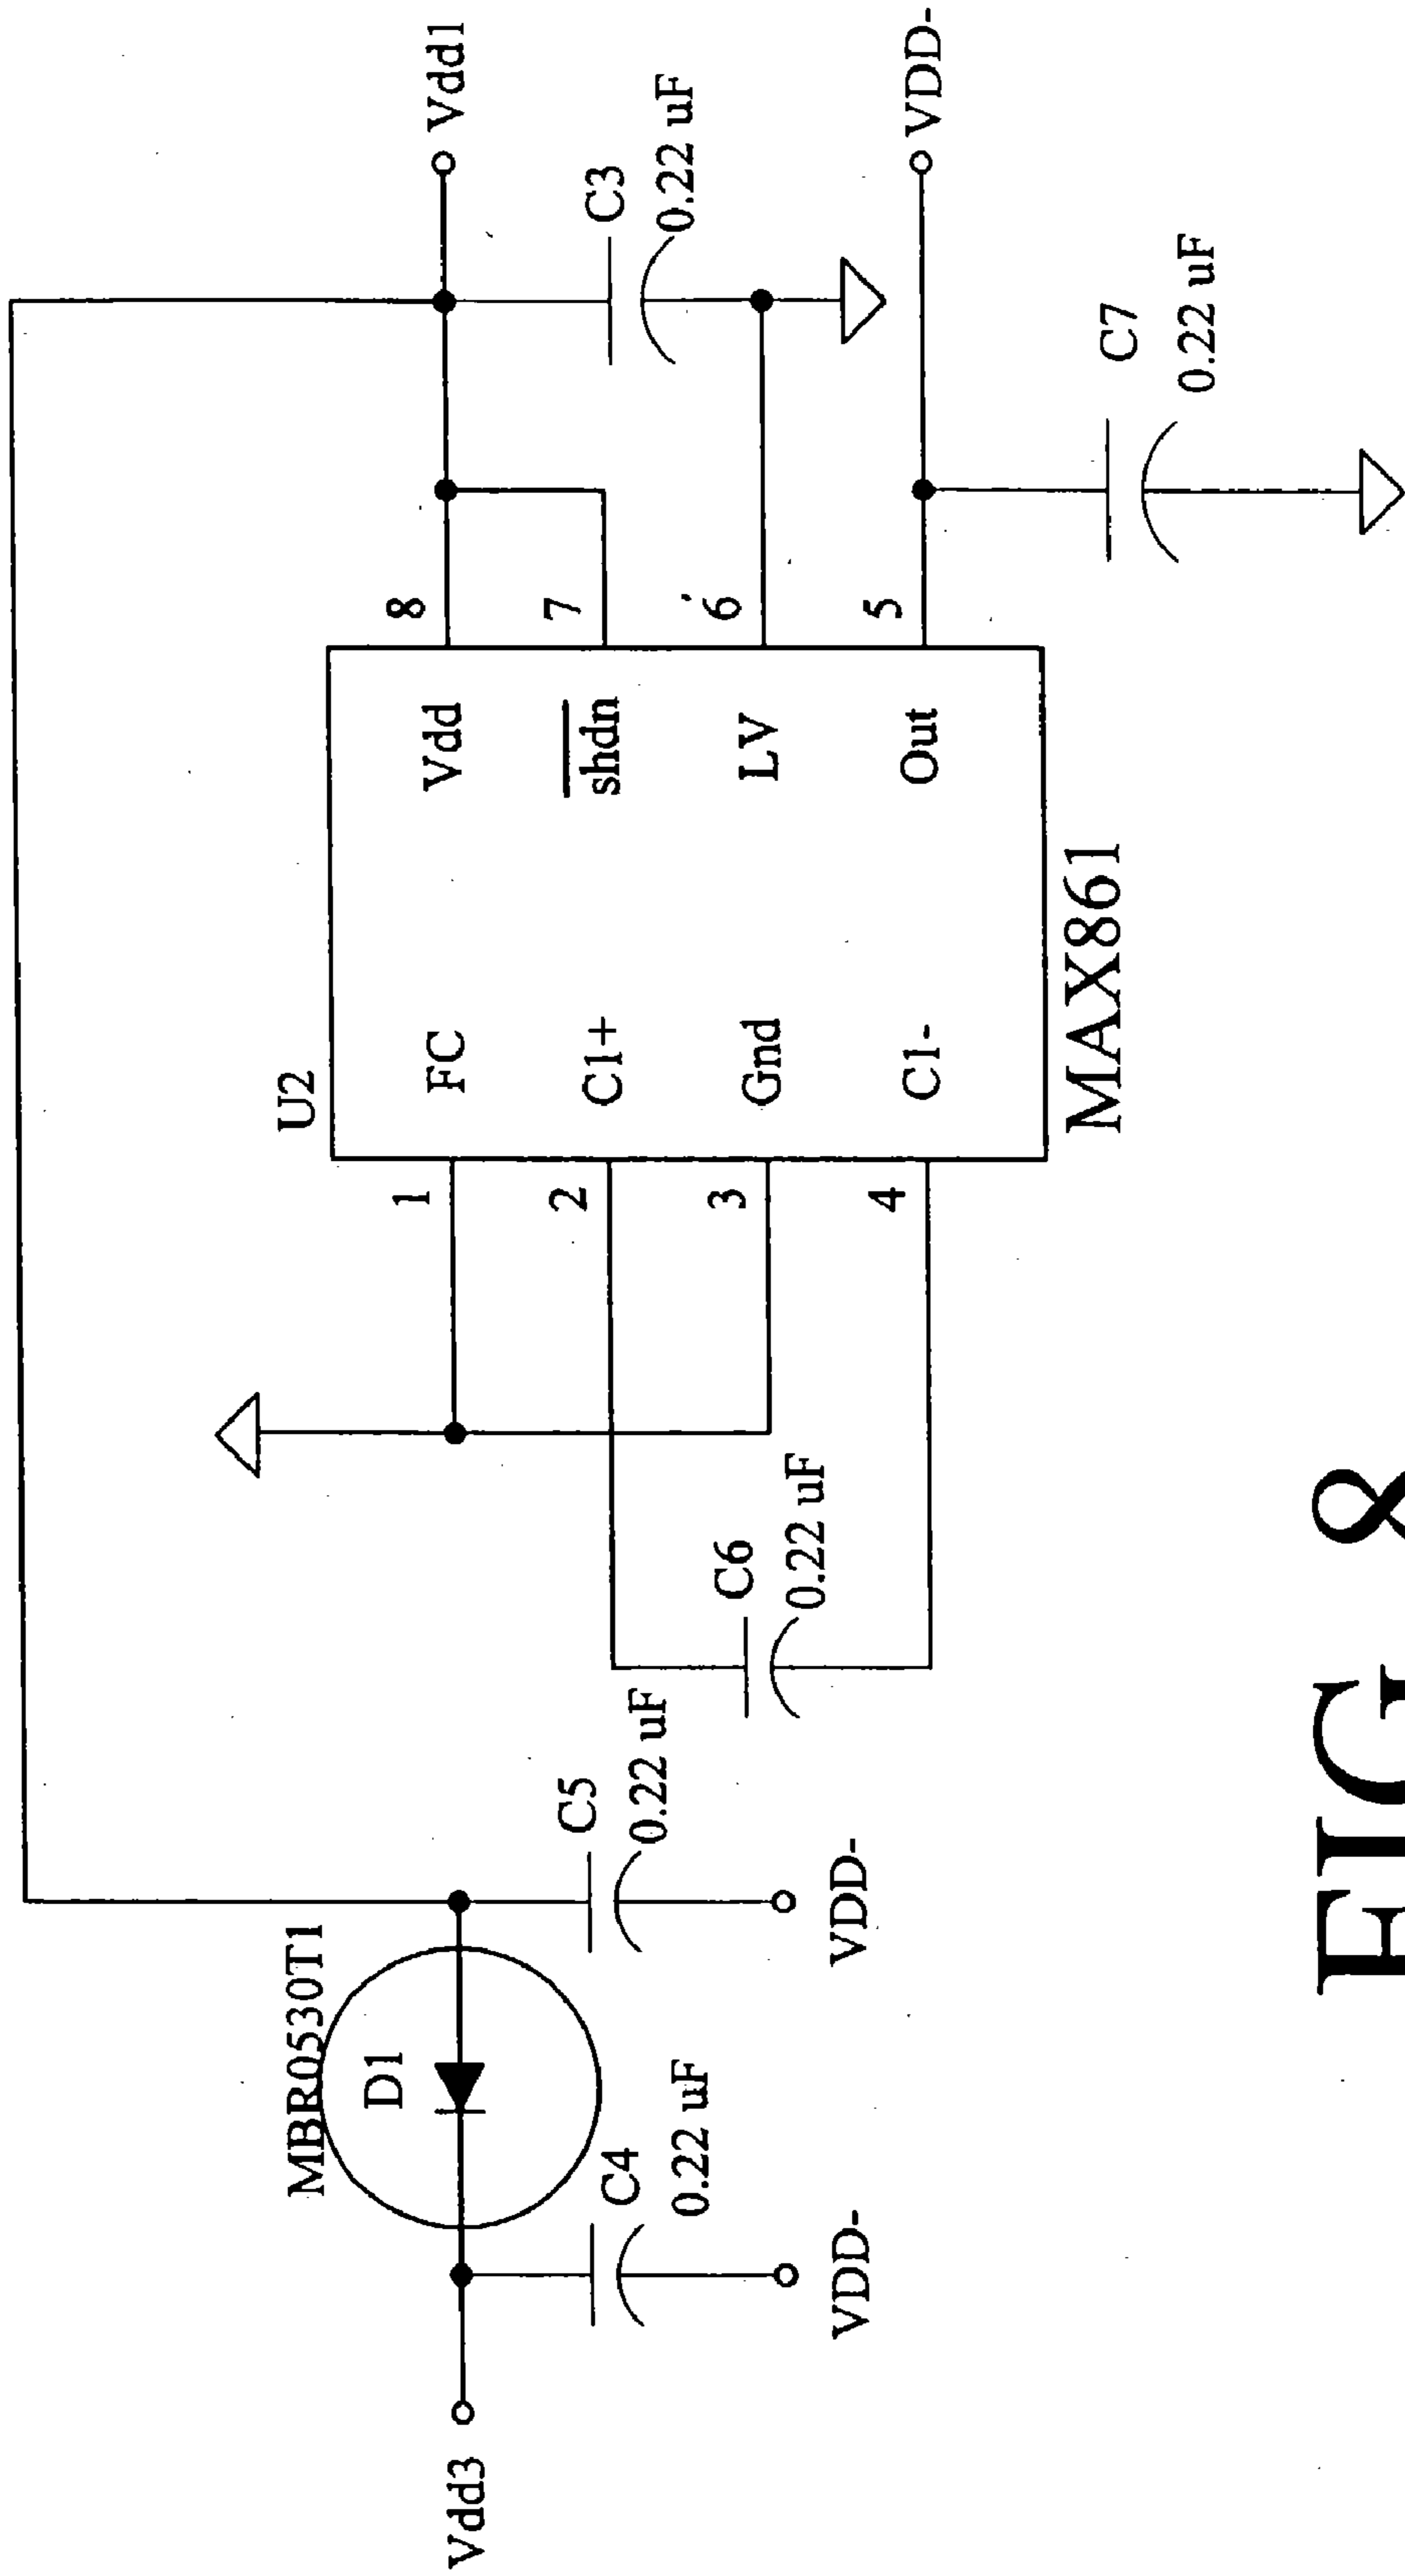 MBR0530T1
D1
Vdd3
C4
0.22 uF
VDD-
C5
0.22 uF
VDD-
C6
0.22 uF
U2
1
2
3
4
FC
C1+
Gnd
C1-
Vdd
shdn
LV
Out
8
7
6
5
MAX861
Vdd1
C3
0.22 uF
VDD-
C7
0.22 uF
FIG 8